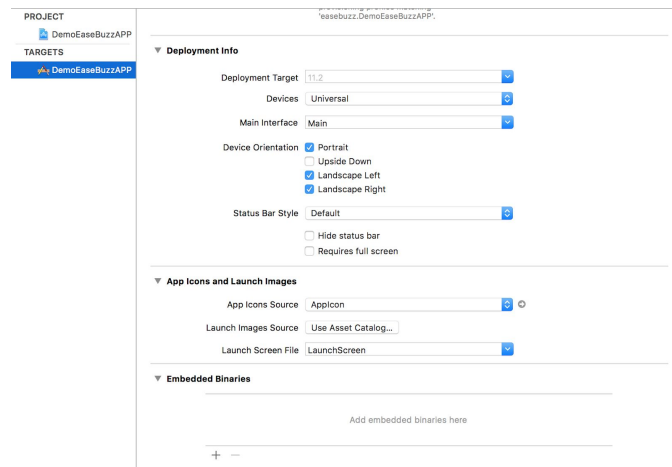 PROJECT
DemoEaseBuzzAPP
TARGETS
DemoEaseBuzzAPP
provisioning profiles matching
'easebuzz.DemoEaseBuzzAPP'.
Deployment Info
Deployment Target 11.2
Devices Universal
Main Interface Main
Device Orientation Portrait
Upside Down
Landscape Left
Landscape Right
Status Bar Style Default
Hide status bar
Requires full screen
App Icons and Launch Images
App Icons Source AppIcon
Launch Images Source Use Asset Catalog...
Launch Screen File LaunchScreen
Embedded Binaries
Add embedded binaries here